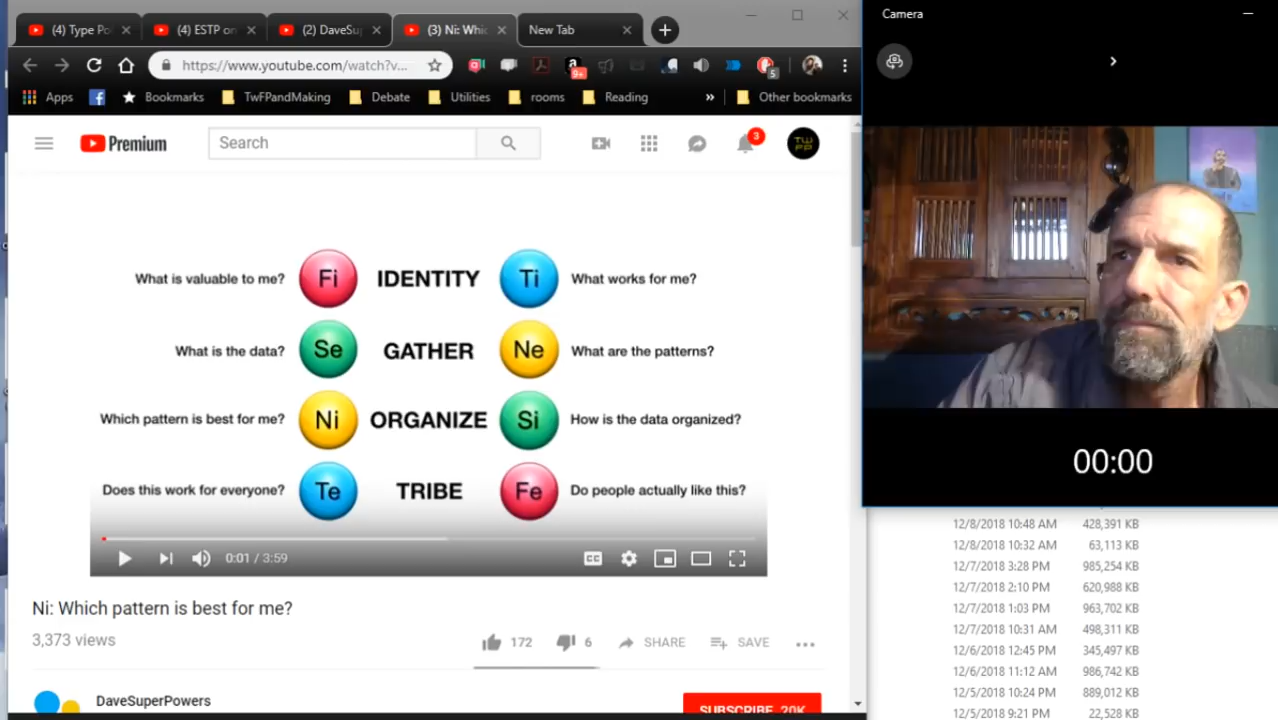 (4) Type Po
(4) ESTP on
(2) DaveSu
(3) Ni: Whic
New Tab
Camera
https://www.youtube.com/watch?v...
9+
5
Apps
Bookmarks
TwFPandMaking
Debate
Utilities
rooms
Reading
»
Other bookmarks
Premium
Search
3
TW
FP
What is valuable to me? Fi IDENTITY Ti What works for me?
What is the data? Se GATHER Ne What are the patterns?
Which pattern is best for me? Ni ORGANIZE Si How is the data organized?
Does this work for everyone? Te TRIBE Fe Do people actually like this?
0:01 / 3:59
CC
Ni: Which pattern is best for me?
3,373 views
172
6
SHARE
SAVE
DaveSuperPowers
SUBSCRIBE 20K
00:00
12/8/2018 10:48 AM 428,391 KB
12/8/2018 10:32 AM 63,113 KB
12/7/2018 3:28 PM 985,254 KB
12/7/2018 2:10 PM 620,988 KB
12/7/2018 1:03 PM 963,702 KB
12/7/2018 10:31 AM 498,311 KB
12/6/2018 12:45 PM 345,497 KB
12/6/2018 11:12 AM 986,742 KB
12/5/2018 10:24 PM 889,012 KB
12/5/2018 9:21 PM 22,528 KB